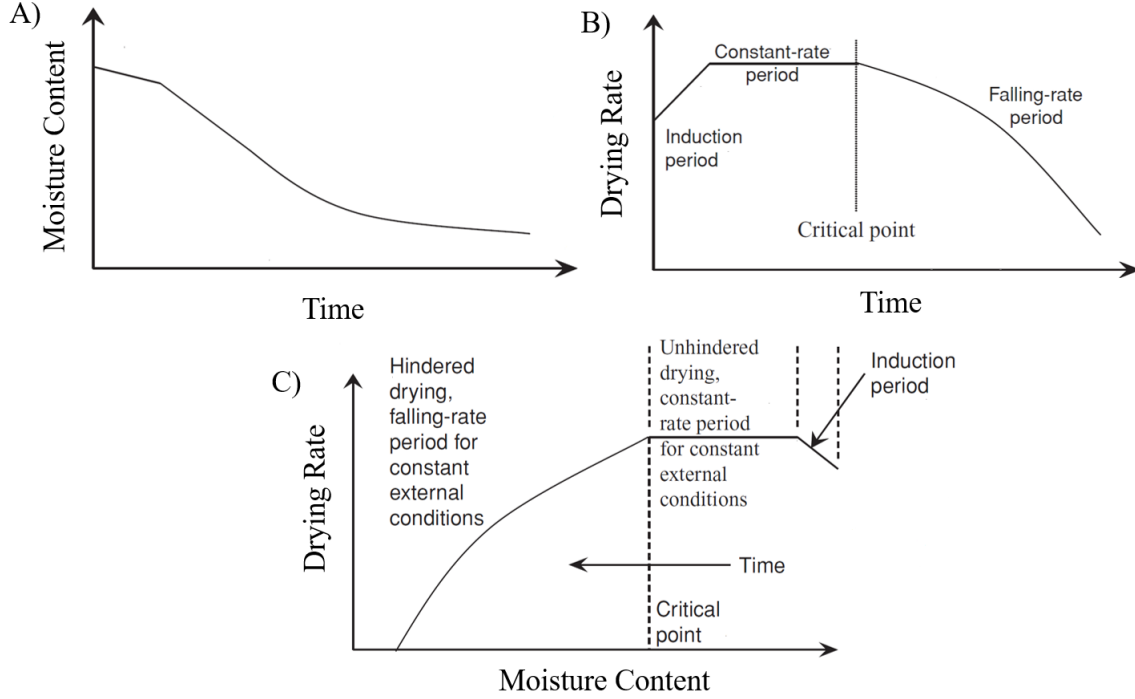 A)
Moisture Content
Time
B)
Drying Rate
Constant-rate
period
Induction
period
Falling-rate
period
Critical point
Time
C)
Drying Rate
Hindered
drying,
falling-rate
period for
constant
external
conditions
Unhindered
drying,
constant-
rate period
for constant
external
conditions
Induction
period
Time
Critical
point
Moisture Content